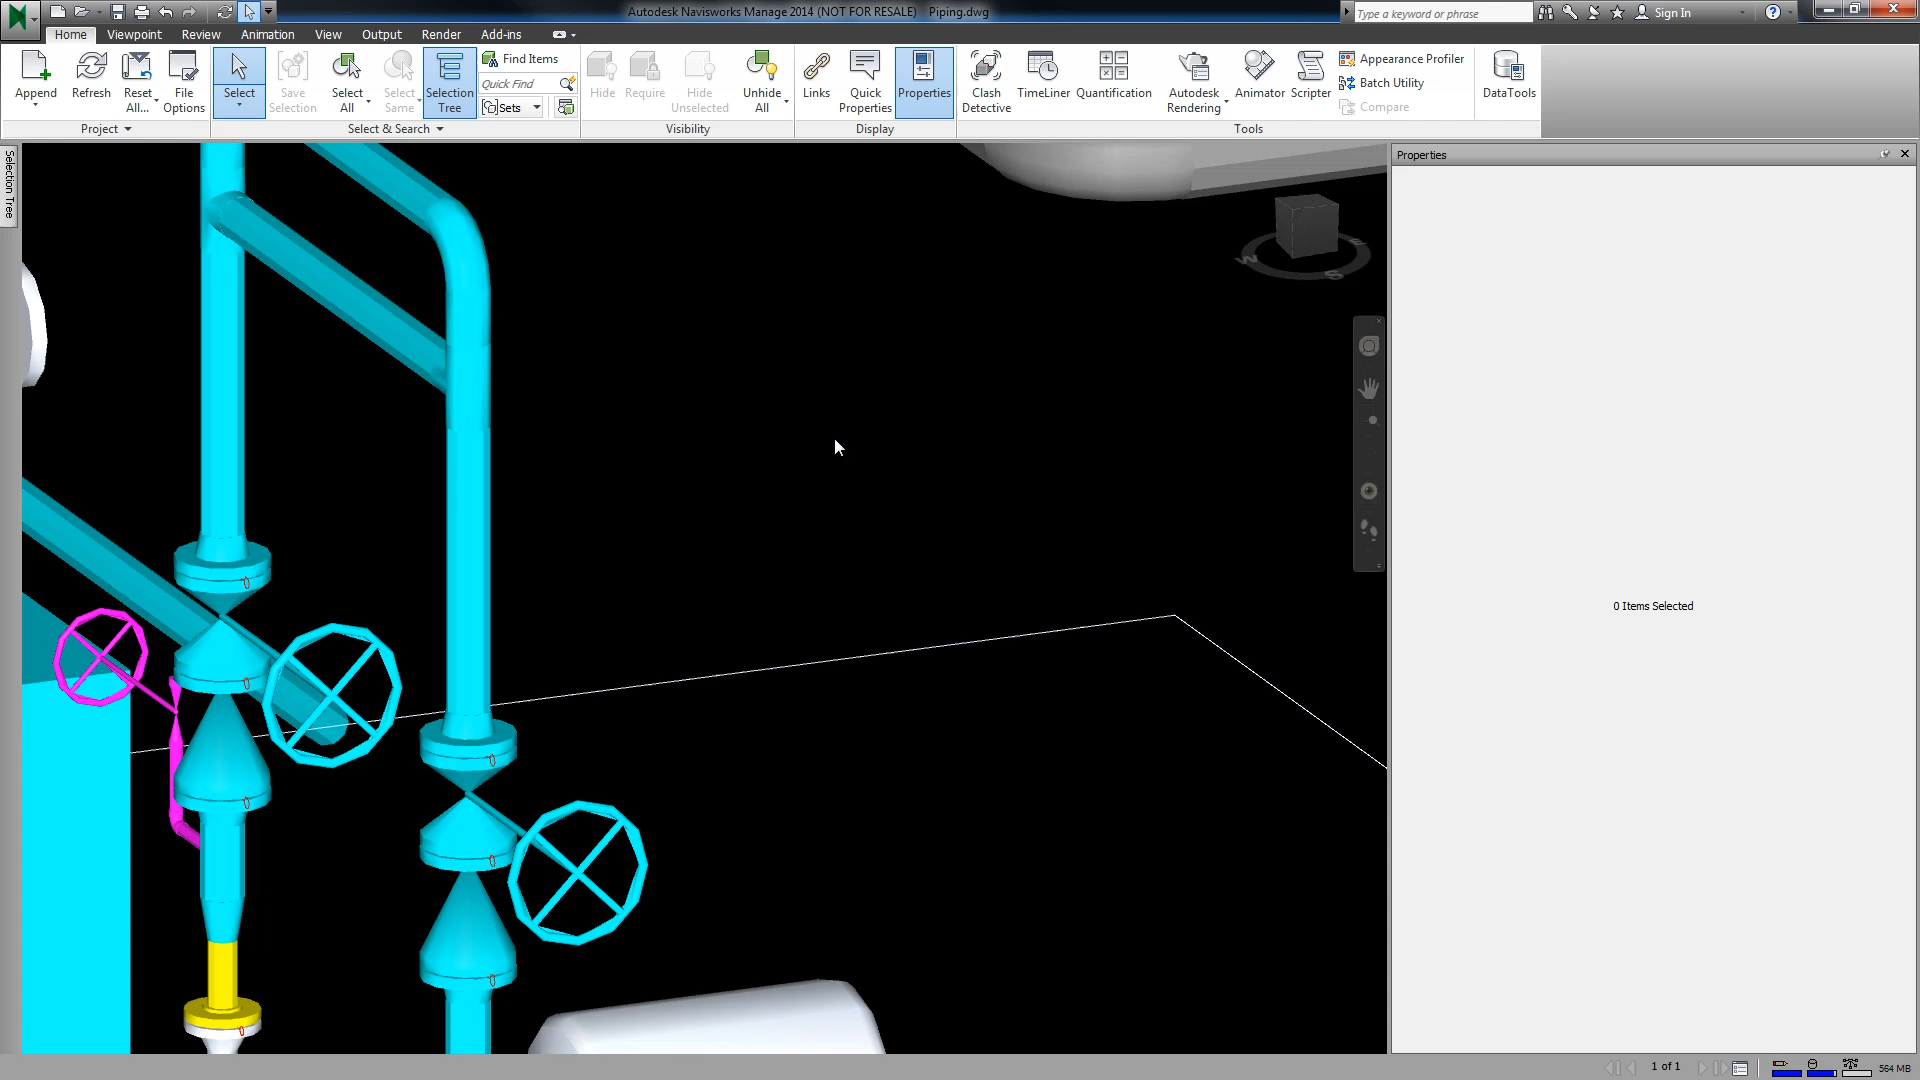 Autodesk Navisworks Manage 2014 (NOT FOR RESALE) Piping.dwg
Type a keyword or phrase
Sign In
Home Viewpoint Review Animation View Output Render Add-ins
Append
Refresh
Reset All...
File Options
Project
Select
Save Selection
Select All
Select Same
Selection Tree
Find Items
Quick Find
Sets
Select & Search
Hide
Require
Hide Unselected
Unhide All
Visibility
Links
Quick Properties
Properties
Display
Clash Detective
TimeLiner
Quantification
Autodesk Rendering
Animator
Scripter
Appearance Profiler
Batch Utility
Compare
Tools
DataTools
Selection Tree
W
S
E
Properties
0 Items Selected
1 of 1
564 MB